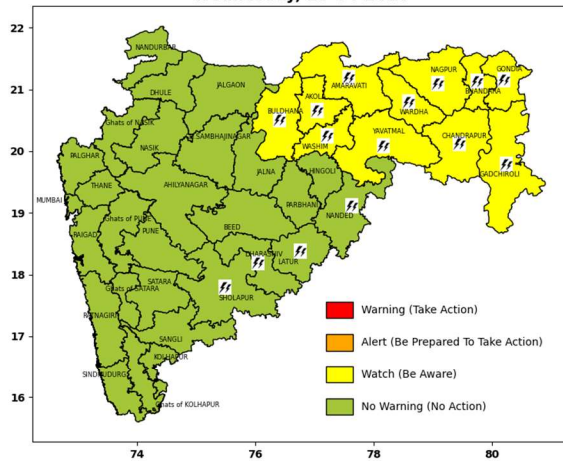 22
21
20
19
18
17
16
74
76
78
80
NANDURBAR
DHULE
JALGAON
Ghats of NASIK
NASIK
PALGHAR
THANE
MUMBAI
AHILYANAGAR
JALNA
HINGOLI
PARBHANI
NANDED
BULDHANA
AKOLA
WASHIM
AMARAVATI
YAVATMAL
WARDHA
NAGPUR
BHANDARA
GONDIA
CHANDRAPUR
GADCHIROLI
Ghats of PUNE
PUNE
RAIGAD
BEED
DHARASHIV
LATUR
SHOLAPUR
SATARA
Ghats of SATARA
RATNAGIRI
SANGLI
KOLHAPUR
SINDHUDURG
Ghats of KOLHAPUR
Warning (Take Action)
Alert (Be Prepared To Take Action)
Watch (Be Aware)
No Warning (No Action)